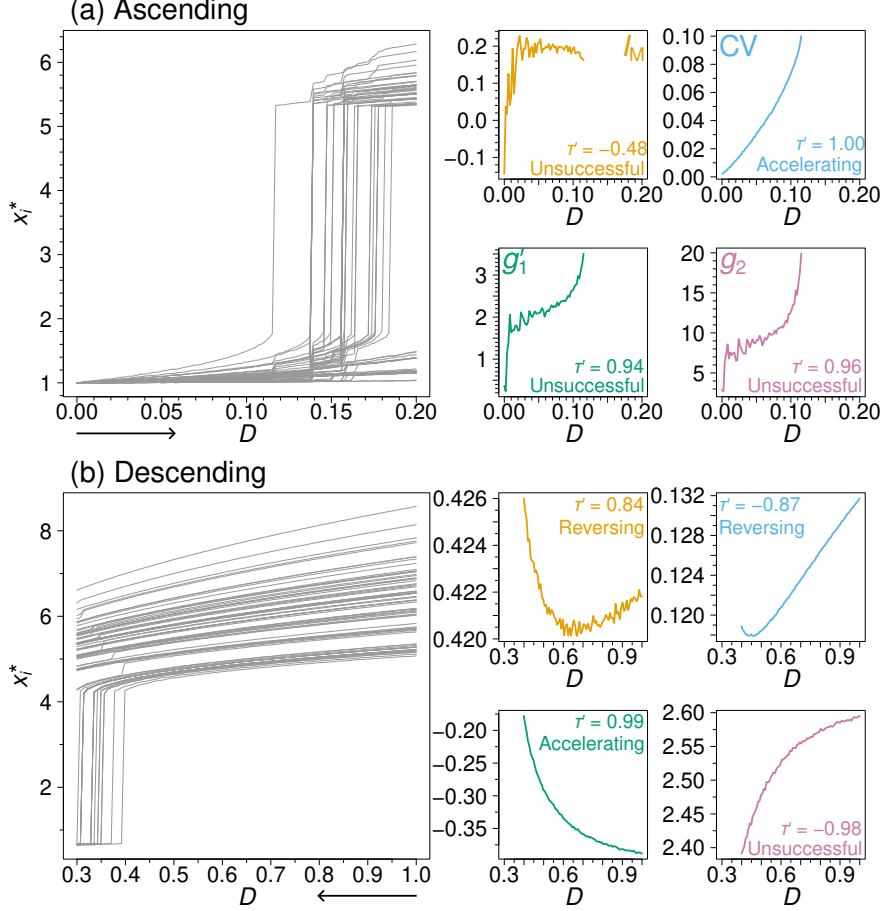 (a) Ascending
6
5
4
3
2
1
x_i^*
0.00
0.05
0.10
0.15
0.20
D
I_M
0.2
0.1
0.0
−0.1
τ′ = −0.48
Unsuccessful
0.00
0.10
0.20
D
CV
0.10
0.08
0.06
0.04
0.02
0.00
τ′ = 1.00
Accelerating
0.00
0.10
0.20
D
g′_1
3
2
1
τ′ = 0.94
Unsuccessful
0.00
0.10
0.20
D
g_2
20
15
10
5
τ′ = 0.96
Unsuccessful
0.00
0.10
0.20
D
(b) Descending
8
6
4
2
x_i^*
0.3
0.4
0.5
0.6
0.7
0.8
0.9
1.0
D
0.426
0.424
0.422
0.420
τ′ = 0.84
Reversing
0.3
0.6
0.9
D
0.132
0.128
0.124
0.120
τ′ = −0.87
Reversing
0.3
0.6
0.9
D
−0.20
−0.25
−0.30
−0.35
τ′ = 0.99
Accelerating
0.3
0.6
0.9
D
2.60
2.55
2.50
2.45
2.40
τ′ = −0.98
Unsuccessful
0.3
0.6
0.9
D